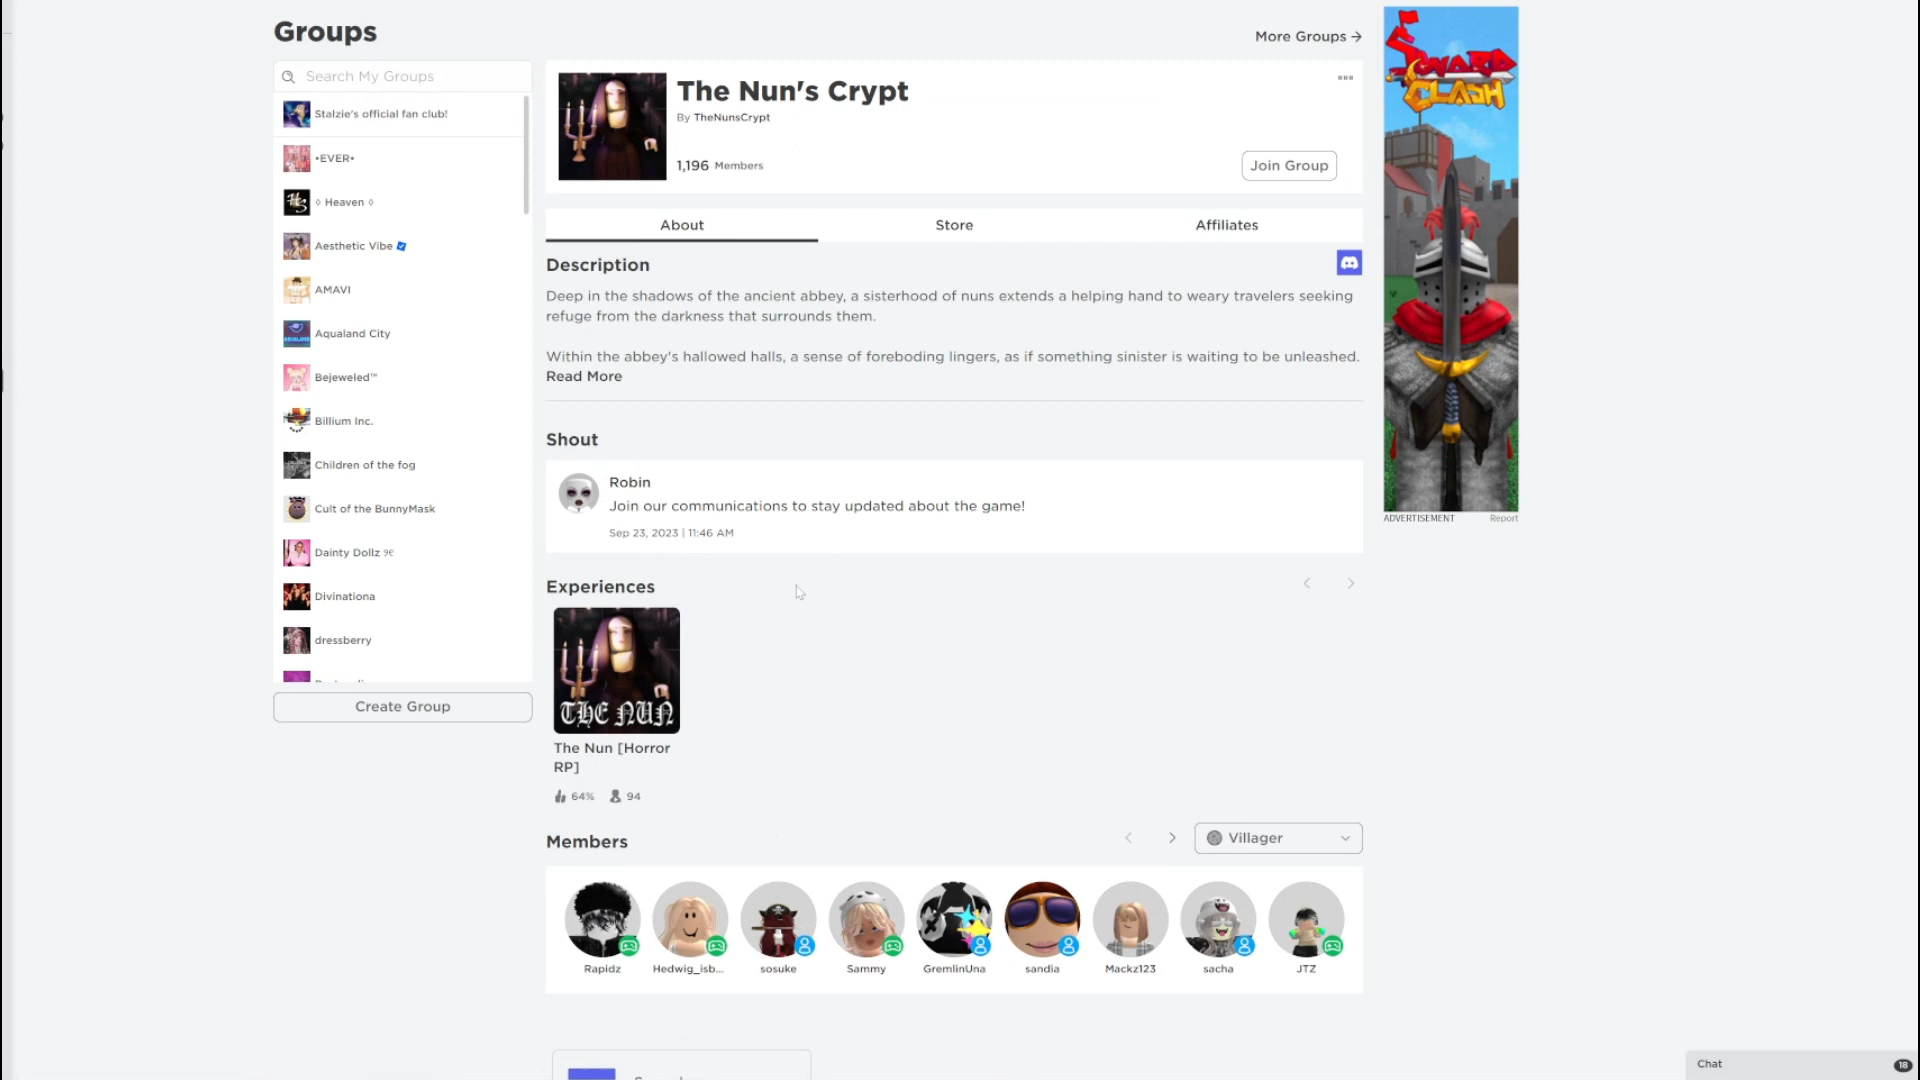 Groups
More Groups →
Search My Groups
Stalzie's official fan club!
•EVER•
◊ Heaven ◊
Aesthetic Vibe
AMAVI
Aqualand City
Bejeweled™
Billium Inc.
Children of the fog
Cult of the BunnyMask
Dainty Dollz ୨୧
Divinationa
dressberry
Create Group
The Nun's Crypt
By TheNunsCrypt
1,196 Members
Join Group
About
Store
Affiliates
Description
Deep in the shadows of the ancient abbey, a sisterhood of nuns extends a helping hand to weary travelers seeking
refuge from the darkness that surrounds them.
Within the abbey's hallowed halls, a sense of foreboding lingers, as if something sinister is waiting to be unleashed.
Read More
Shout
Robin
Join our communications to stay updated about the game!
Sep 23, 2023 | 11:46 AM
Experiences
THE NUN
The Nun [Horror
RP]
64% 94
Members
Villager
Rapidz
Hedwig_isb...
sosuke
Sammy
GremlinUna
sandia
Mackz123
sacha
JTZ
SWORD
CLASH
ADVERTISEMENT
Report
Chat
18